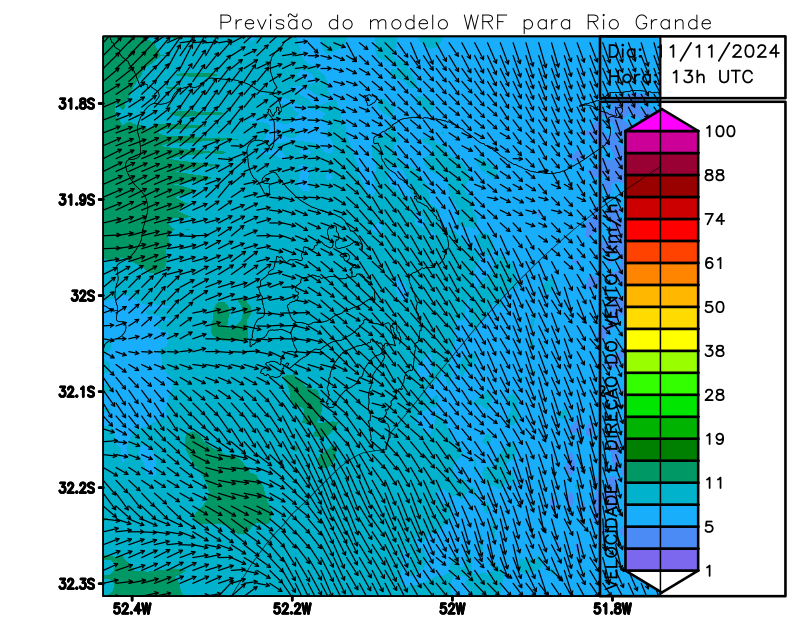 Previsão do modelo WRF para Rio Grande
Dia: 11/11/2024
Hora: 13h UTC
31.8S
31.9S
32S
32.1S
32.2S
32.3S
52.4W
52.2W
52W
51.8W
VELOCIDADE E DIREÇÃO DO VENTO (km/h)
100
88
74
61
50
38
28
19
11
5
1